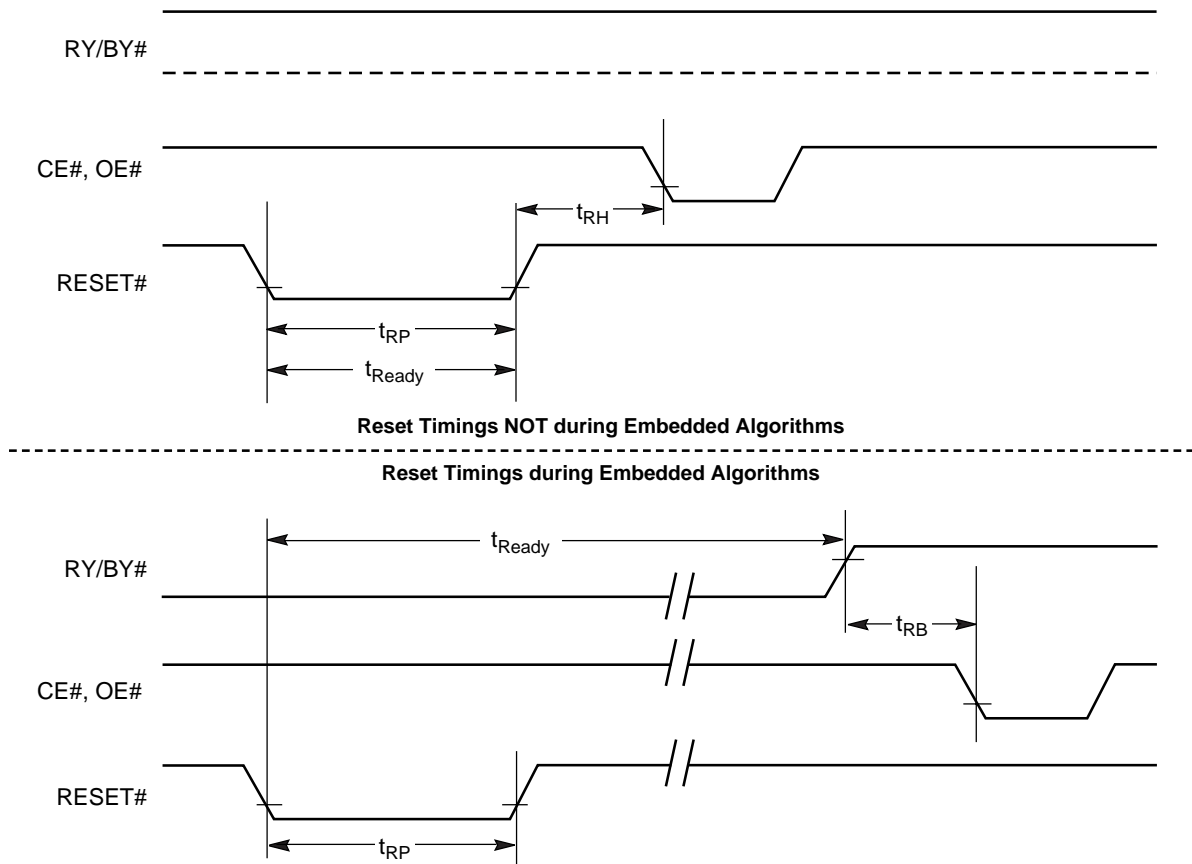 RY/BY#
CE#, OE#
tRH
RESET#
tRP
tReady
Reset Timings NOT during Embedded Algorithms
Reset Timings during Embedded Algorithms
tReady
RY/BY#
tRB
CE#, OE#
RESET#
tRP